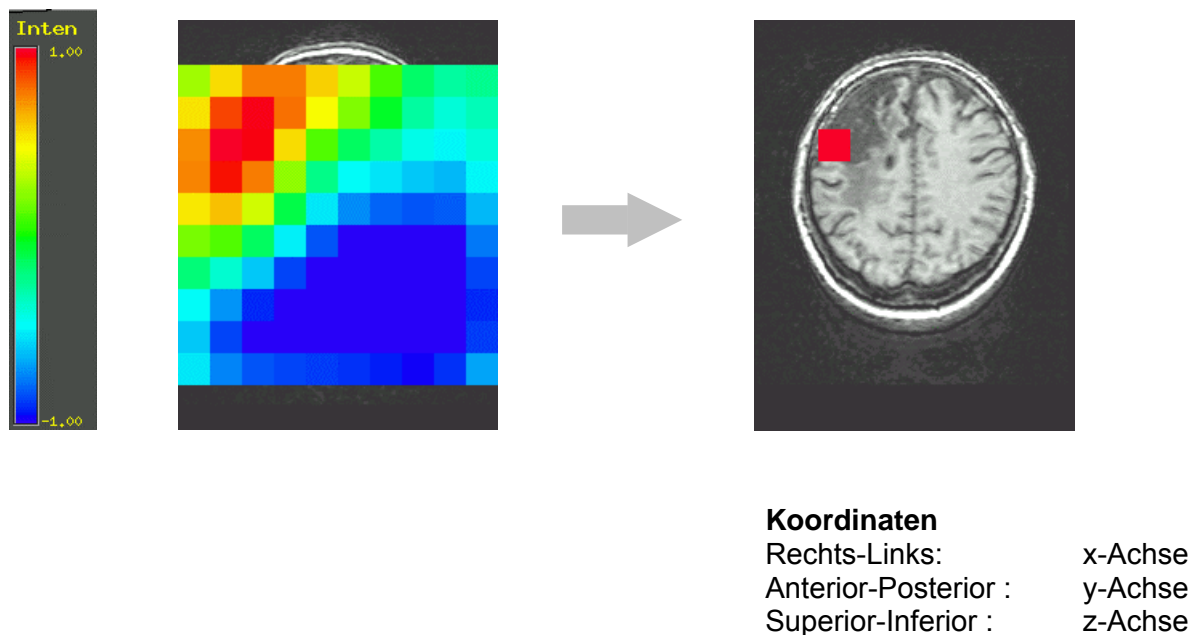 Inten
1.00
-1.00
Koordinaten
Rechts-Links: x-Achse
Anterior-Posterior : y-Achse
Superior-Inferior : z-Achse